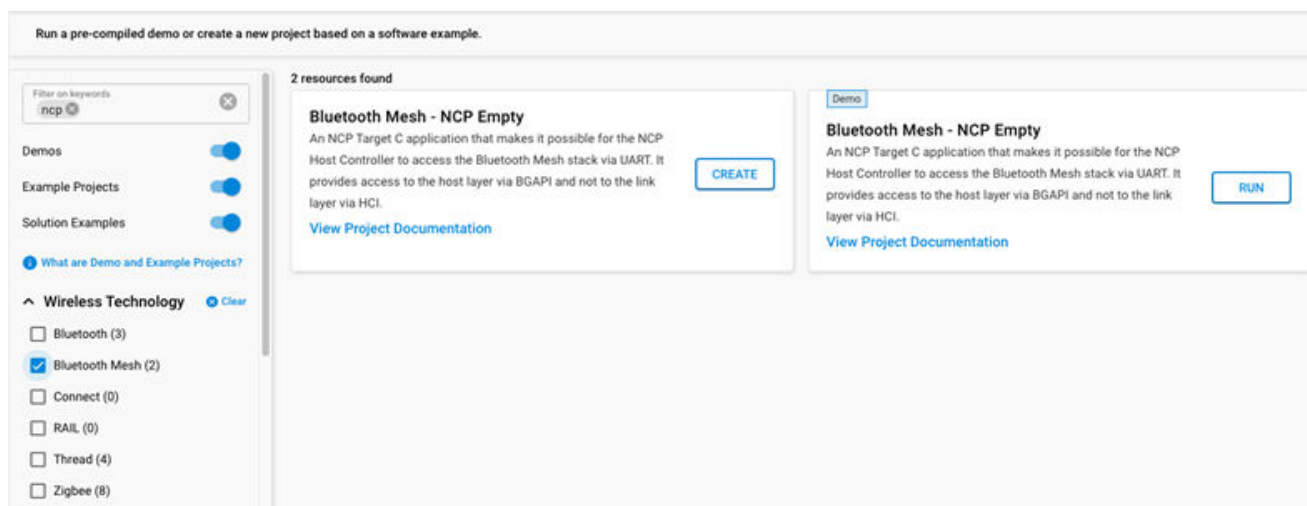 Run a pre-compiled demo or create a new project based on a software example.
Filter on keywords
ncp
Demos
Example Projects
Solution Examples
What are Demo and Example Projects?
Wireless Technology
Clear
Bluetooth (3)
Bluetooth Mesh (2)
Connect (0)
RAIL (0)
Thread (4)
Zigbee (8)
2 resources found
Bluetooth Mesh - NCP Empty
An NCP Target C application that makes it possible for the NCP
Host Controller to access the Bluetooth Mesh stack via UART. It
provides access to the host layer via BGAPI and not to the link
layer via HCI.
View Project Documentation
CREATE
Demo
Bluetooth Mesh - NCP Empty
An NCP Target C application that makes it possible for the NCP
Host Controller to access the Bluetooth Mesh stack via UART. It
provides access to the host layer via BGAPI and not to the link
layer via HCI.
View Project Documentation
RUN